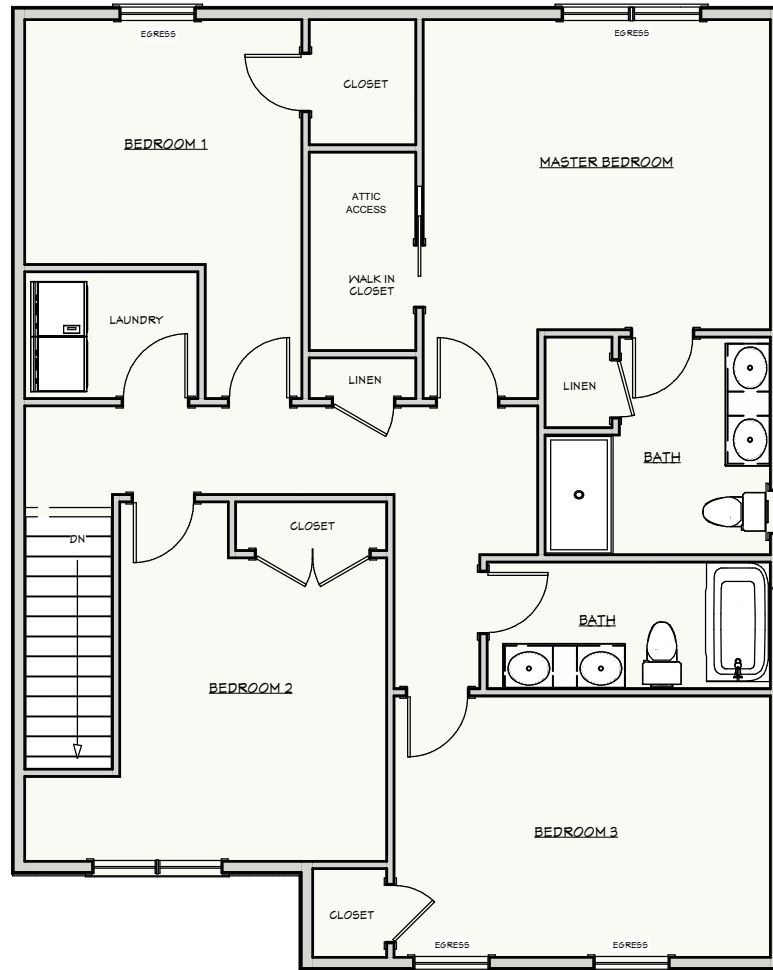 EGRESS
EGRESS
CLOSET
BEDROOM 1
MASTER BEDROOM
ATTIC
ACCESS
WALK IN
CLOSET
LAUNDRY
LINEN
LINEN
BATH
CLOSET
DN
BATH
BEDROOM 2
BEDROOM 3
CLOSET
EGRESS
EGRESS